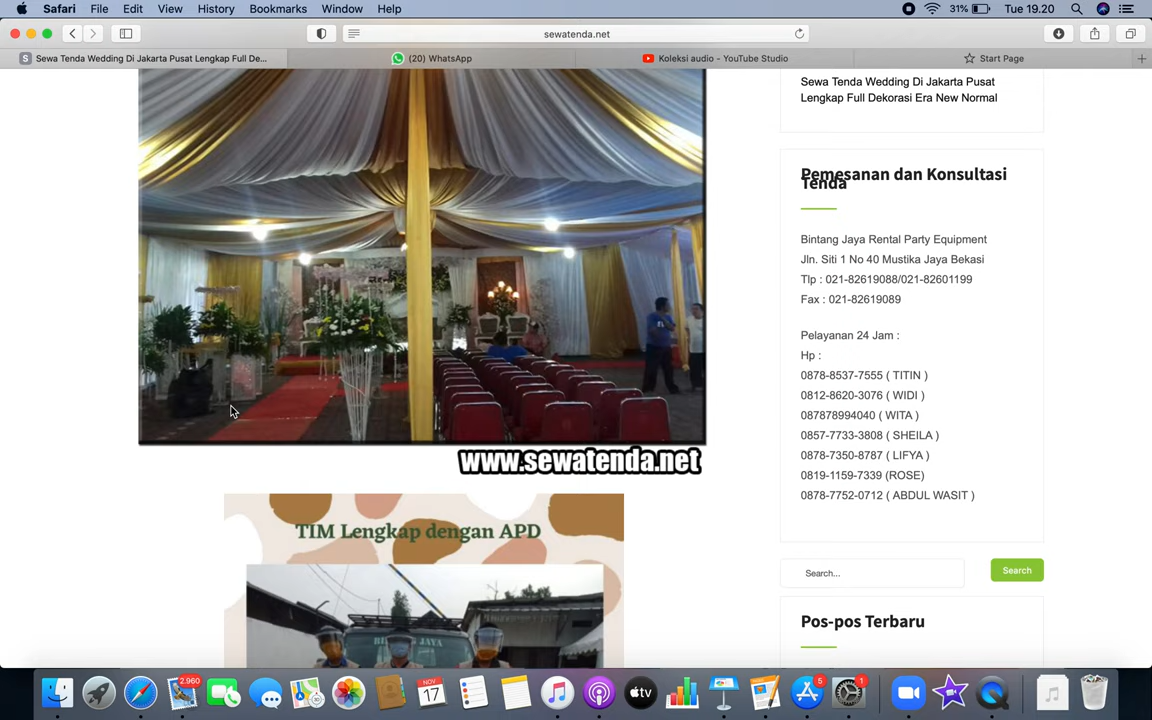 Safari File Edit View History Bookmarks Window Help 31% Tue 19.20
sewatenda.net
S Sewa Tenda Wedding Di Jakarta Pusat Lengkap Full De... (20) WhatsApp Koleksi audio - YouTube Studio Start Page
www.sewatenda.net
TIM Lengkap dengan APD
Sewa Tenda Wedding Di Jakarta Pusat
Lengkap Full Dekorasi Era New Normal
Pemesanan dan Konsultasi
Tenda
Bintang Jaya Rental Party Equipment
Jln. Siti 1 No 40 Mustika Jaya Bekasi
Tlp : 021-82619088/021-82601199
Fax : 021-82619089
Pelayanan 24 Jam :
Hp :
0878-8537-7555 ( TITIN )
0812-8620-3076 ( WIDI )
087878994040 ( WITA )
0857-7733-3808 ( SHEILA )
0878-7350-8787 ( LIFYA )
0819-1159-7339 (ROSE)
0878-7752-0712 ( ABDUL WASIT )
Search... Search
Pos-pos Terbaru
2.960 NOV 17 tv 5 1